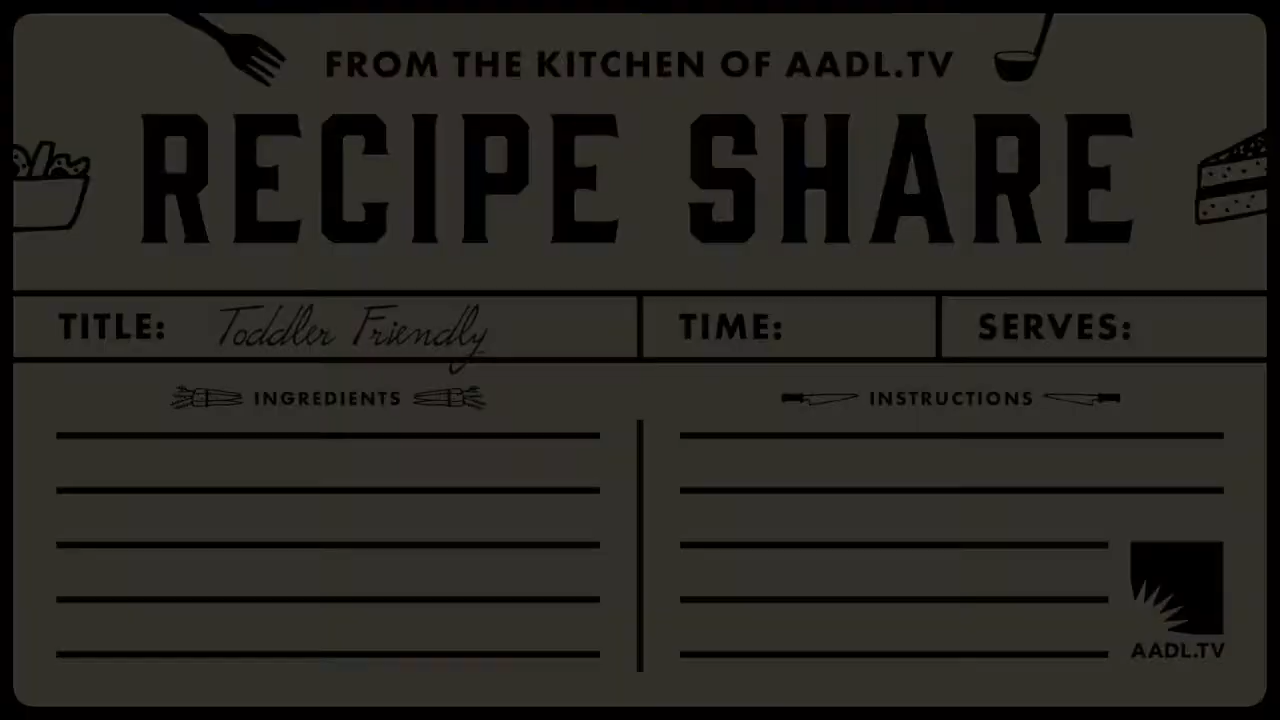 FROM THE KITCHEN OF AADL.TV
RECIPE SHARE
TITLE: Toddler Friendly
TIME:
SERVES:
INGREDIENTS
INSTRUCTIONS
AADL.TV